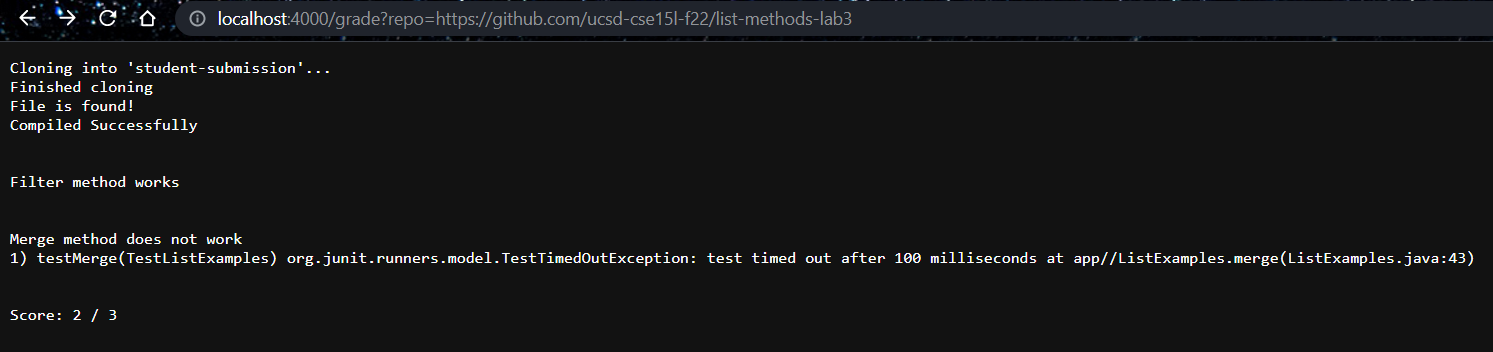 localhost:4000/grade?repo=https://github.com/ucsd-cse15l-f22/list-methods-lab3
Cloning into 'student-submission'...
Finished cloning
File is found!
Compiled Successfully
Filter method works
Merge method does not work
1) testMerge(TestListExamples) org.junit.runners.model.TestTimedOutException: test timed out after 100 milliseconds at app//ListExamples.merge(ListExamples.java:43)
Score: 2 / 3